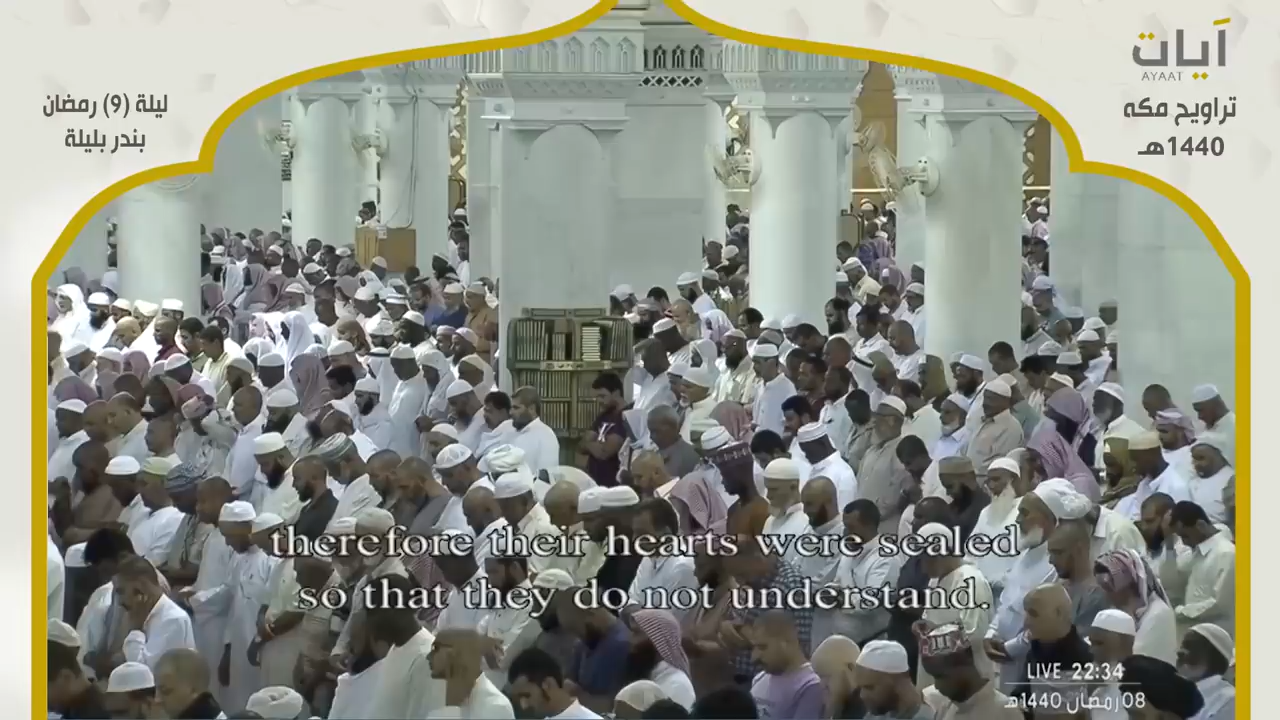 آيات
AYAAT
تراويح مكه
1440هـ
ليلة (9) رمضان
بندر بليلة
therefore their hearts were sealed
so that they do not understand.
LIVE 22:34
08 رمضان 1440هـ